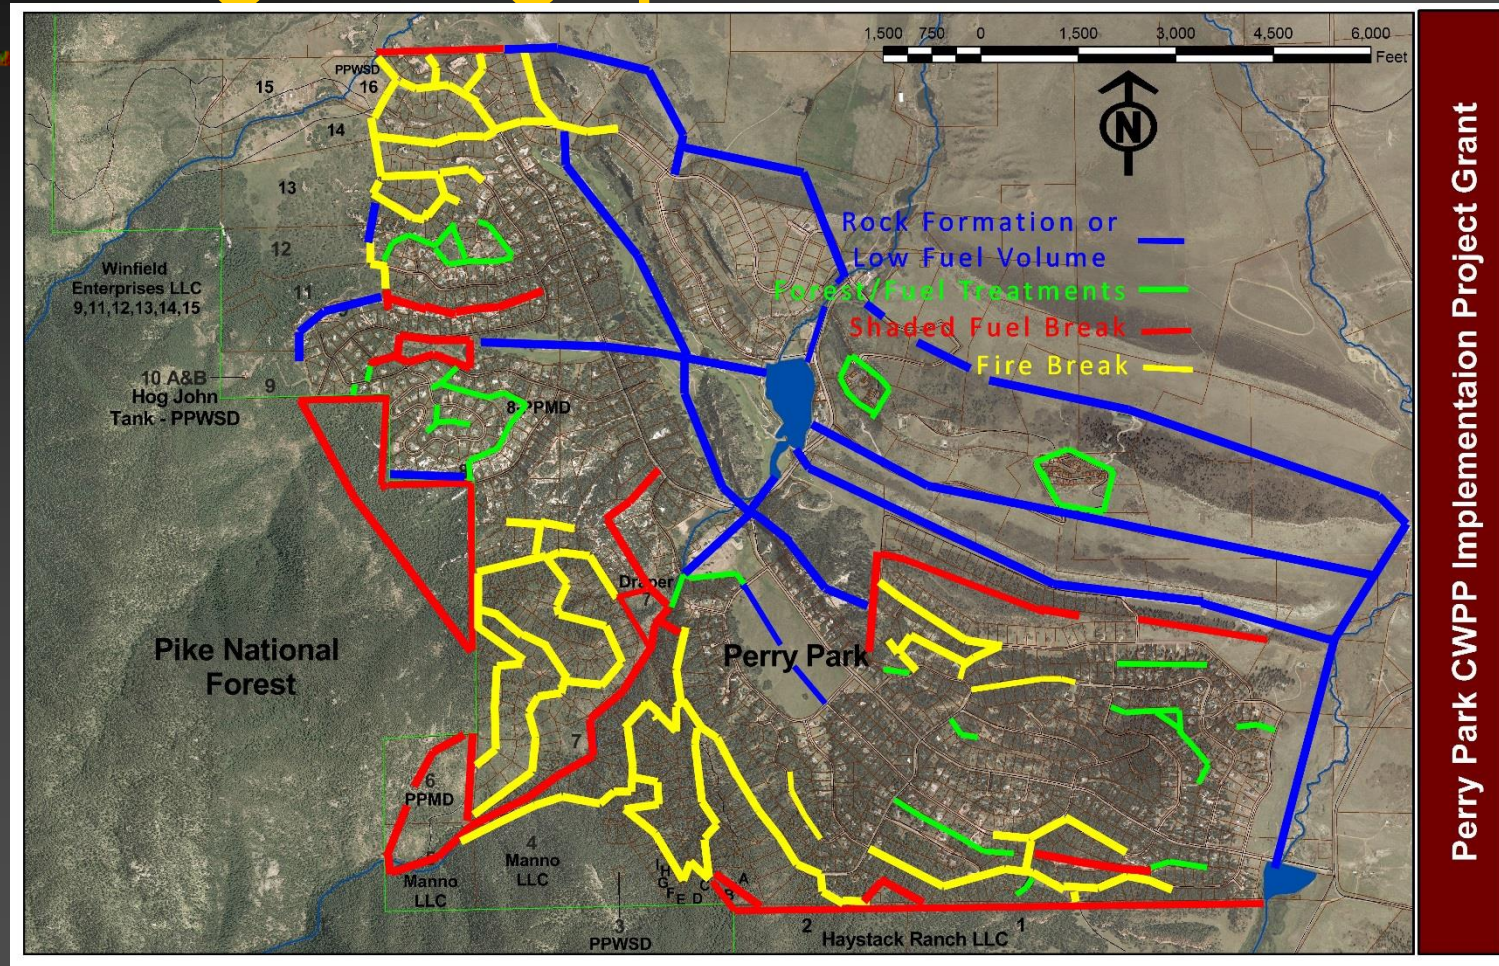 1,500 750 0 1,500 3,000 4,500 6,000
Feet
N
PPWSD
16
15
14
13
12
11
Winfield
Enterprises LLC
9,11,12,13,14,15
Rock Formation or
Low Fuel Volume
Forest/Fuel Treatments
Shaded Fuel Break
Fire Break
10 A&B
Hog John
Tank - PPWSD
9
8-PPMD
Draper
7
Perry Park
Pike National
Forest
7
6
PPMD
4
Manno
LLC
Manno
LLC
I
H
G
F
E
D
C
B
A
3
PPWSD
2
Haystack Ranch LLC
1
Perry Park CWPP Implementaion Project Grant